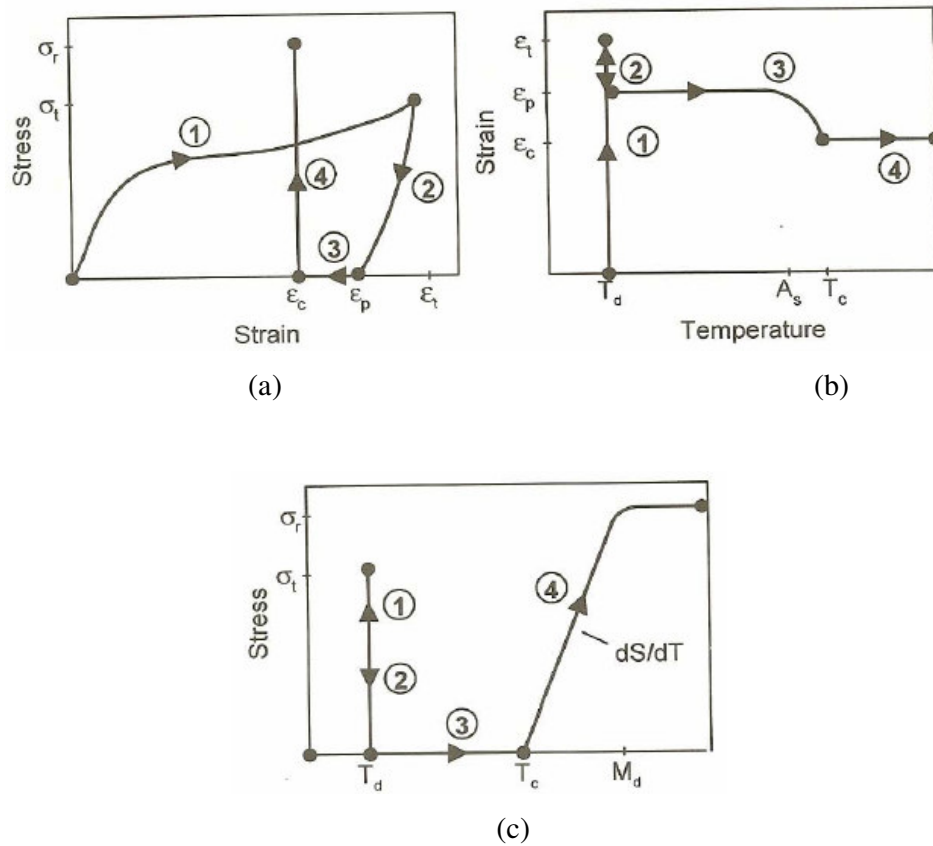 σr
σt
Stress
①
②
③
④
εc
εp
εt
Strain
(a)
εt
εp
εc
Strain
①
②
③
④
Td
As
Tc
Temperature
(b)
σr
σt
Stress
①
②
③
④
dS/dT
Td
Tc
Md
(c)